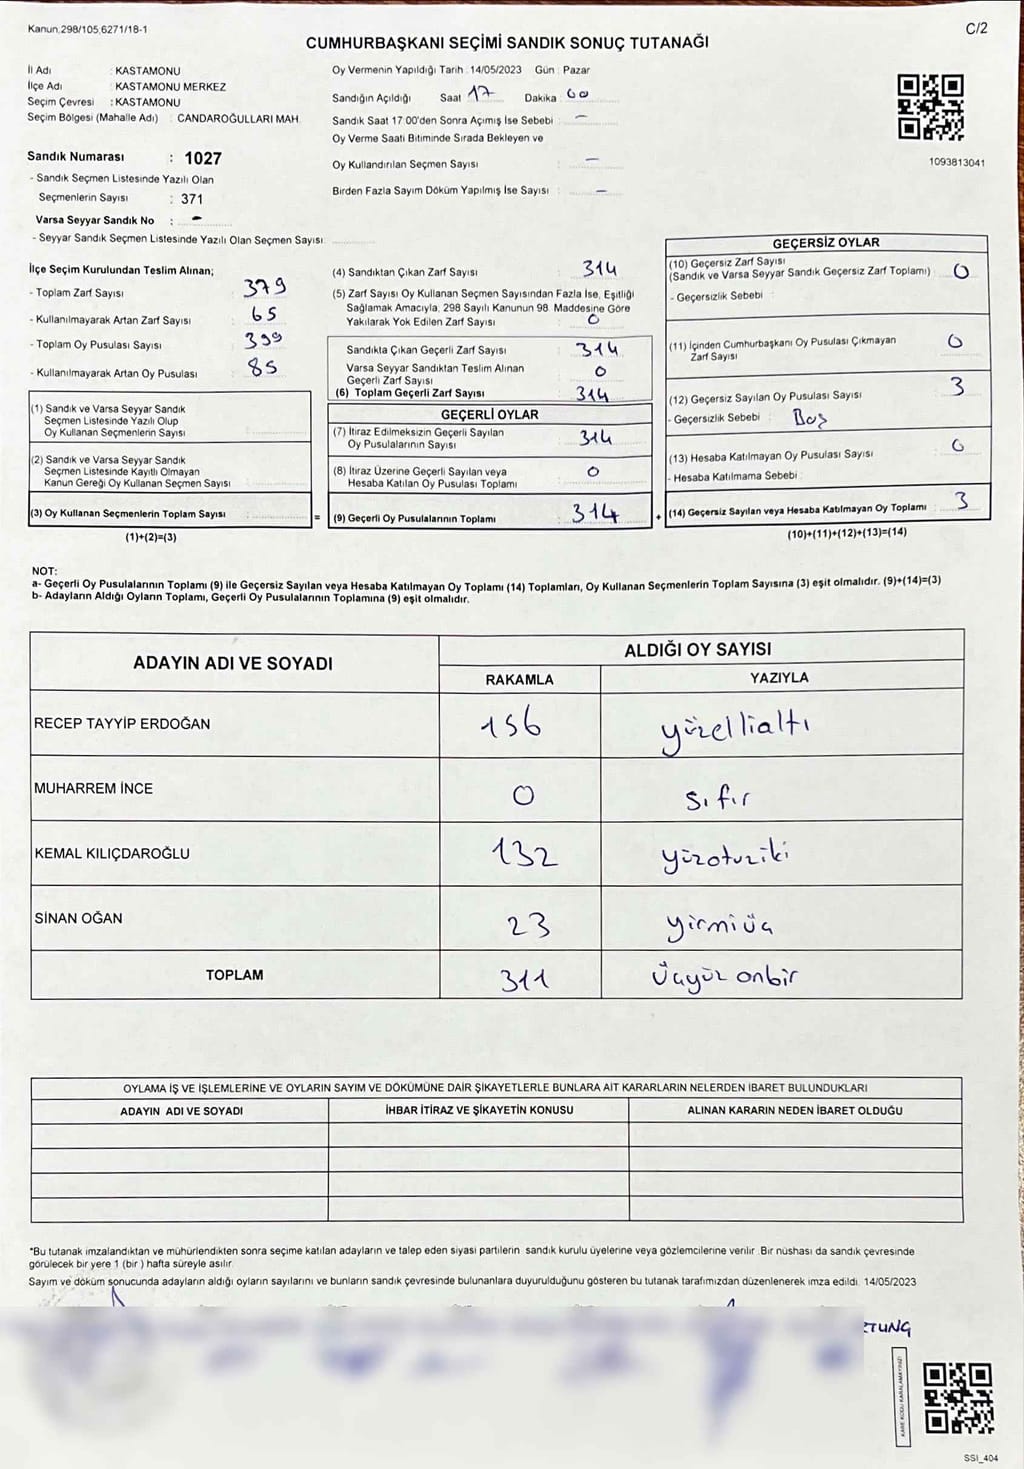 Kanun,298/105,6271/18-1
C/2
CUMHURBAŞKANI SEÇİMİ SANDIK SONUÇ TUTANAĞI
İl Adı : KASTAMONU
İlçe Adı : KASTAMONU MERKEZ
Seçim Çevresi : KASTAMONU
Seçim Bölgesi (Mahalle Adı) : CANDAROĞULLARI MAH.
Oy Vermenin Yapıldığı Tarih : 14/05/2023 Gün : Pazar
Sandığın Açıldığı Saat 17 Dakika 00
Sandık Saat 17:00'den Sonra Açımış İse Sebebi : -
Oy Verme Saati Bitiminde Sırada Bekleyen ve
Oy Kullandırılan Seçmen Sayısı : -
Birden Fazla Sayım Döküm Yapılmış İse Sayısı : -
1093813041
Sandık Numarası : 1027
- Sandık Seçmen Listesinde Yazılı Olan
Seçmenlerin Sayısı : 371
Varsa Seyyar Sandık No : -
- Seyyar Sandık Seçmen Listesinde Yazılı Olan Seçmen Sayısı:
İlçe Seçim Kurulundan Teslim Alınan;
- Toplam Zarf Sayısı : 379
- Kullanılmayarak Artan Zarf Sayısı : 65
- Toplam Oy Pusulası Sayısı : 399
- Kullanılmayarak Artan Oy Pusulası : 85
(1) Sandık ve Varsa Seyyar Sandık
Seçmen Listesinde Yazılı Olup
Oy Kullanan Seçmenlerin Sayısı
(2) Sandık ve Varsa Seyyar Sandık
Seçmen Listesinde Kayıtlı Olmayan
Kanun Gereği Oy Kullanan Seçmen Sayısı
(3) Oy Kullanan Seçmenlerin Toplam Sayısı
(1)+(2)=(3)
(4) Sandıktan Çıkan Zarf Sayısı : 314
(5) Zarf Sayısı Oy Kullanan Seçmen Sayısından Fazla İse, Eşitliği
Sağlamak Amacıyla, 298 Sayılı Kanunun 98. Maddesine Göre
Yakılarak Yok Edilen Zarf Sayısı : 0
Sandıkta Çıkan Geçerli Zarf Sayısı : 314
Varsa Seyyar Sandıktan Teslim Alınan
Geçerli Zarf Sayısı : 0
(6) Toplam Geçerli Zarf Sayısı : 314
GEÇERLİ OYLAR
(7) İtiraz Edilmeksizin Geçerli Sayılan
Oy Pusulalarının Sayısı : 314
(8) İtiraz Üzerine Geçerli Sayılan veya
Hesaba Katılan Oy Pusulası Toplamı : 0
= (9) Geçerli Oy Pusulalarının Toplamı : 314
GEÇERSİZ OYLAR
(10) Geçersiz Zarf Sayısı
(Sandık ve Varsa Seyyar Sandık Geçersiz Zarf Toplamı) : 0
- Geçersizlik Sebebi :
(11) İçinden Cumhurbaşkanı Oy Pusulası Çıkmayan
Zarf Sayısı : 0
(12) Geçersiz Sayılan Oy Pusulası Sayısı : 3
- Geçersizlik Sebebi : Boş
(13) Hesaba Katılmayan Oy Pusulası Sayısı : 0
- Hesaba Katılmama Sebebi :
+ (14) Geçersiz Sayılan veya Hesaba Katılmayan Oy Toplamı : 3
(10)+(11)+(12)+(13)=(14)
NOT:
a- Geçerli Oy Pusulalarının Toplamı (9) ile Geçersiz Sayılan veya Hesaba Katılmayan Oy Toplamı (14) Toplamları, Oy Kullanan Seçmenlerin Toplam Sayısına (3) eşit olmalıdır. (9)+(14)=(3)
b- Adayların Aldığı Oyların Toplamı, Geçerli Oy Pusulalarının Toplamına (9) eşit olmalıdır.
ADAYIN ADI VE SOYADI ALDIĞI OY SAYISI
RAKAMLA YAZIYLA
RECEP TAYYİP ERDOĞAN 156 yüzellialtı
MUHARREM İNCE 0 sıfır
KEMAL KILIÇDAROĞLU 132 yüzotuziki
SİNAN OĞAN 23 yirmiüç
TOPLAM 311 üçyüz onbir
OYLAMA İŞ VE İŞLEMLERİNE VE OYLARIN SAYIM VE DÖKÜMÜNE DAİR ŞİKAYETLERLE BUNLARA AİT KARARLARIN NELERDEN İBARET BULUNDUKLARI
ADAYIN ADI VE SOYADI İHBAR İTİRAZ VE ŞİKAYETİN KONUSU ALINAN KARARIN NEDEN İBARET OLDUĞU
*Bu tutanak imzalandıktan ve mühürlendikten sonra seçime katılan adayların ve talep eden siyasi partilerin sandık kurulu üyelerine veya gözlemcilerine verilir. Bir nüshası da sandık çevresinde
görülecek bir yere 1 (bir) hafta süreyle asılır.
Sayım ve döküm sonucunda adayların aldığı oyların sayılarını ve bunların sandık çevresinde bulunanlara duyurulduğunu gösteren bu tutanak tarafımızdan düzenlenerek imza edildi. 14/05/2023
TUNG
KARE KODU KARALAMAYINIZ!
SSI_404